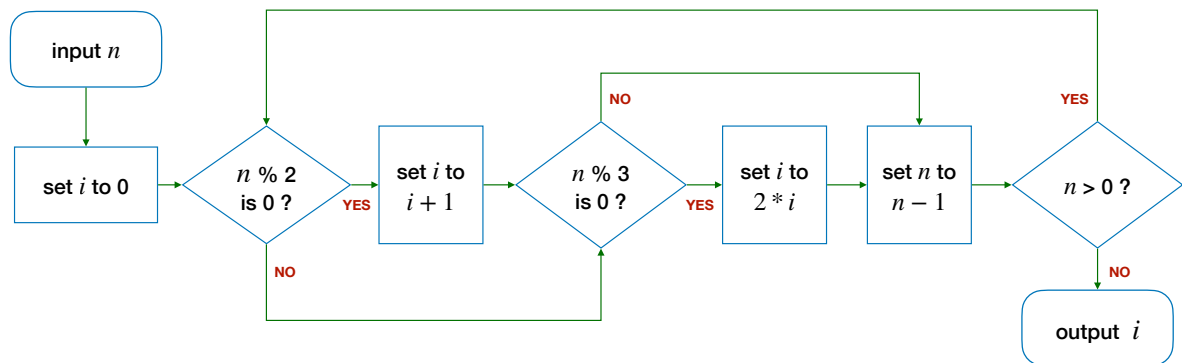 input n
set i to 0
n % 2
is 0 ?
YES
NO
set i to
i + 1
n % 3
is 0 ?
NO
YES
set i to
2 * i
set n to
n − 1
n > 0 ?
YES
NO
output i